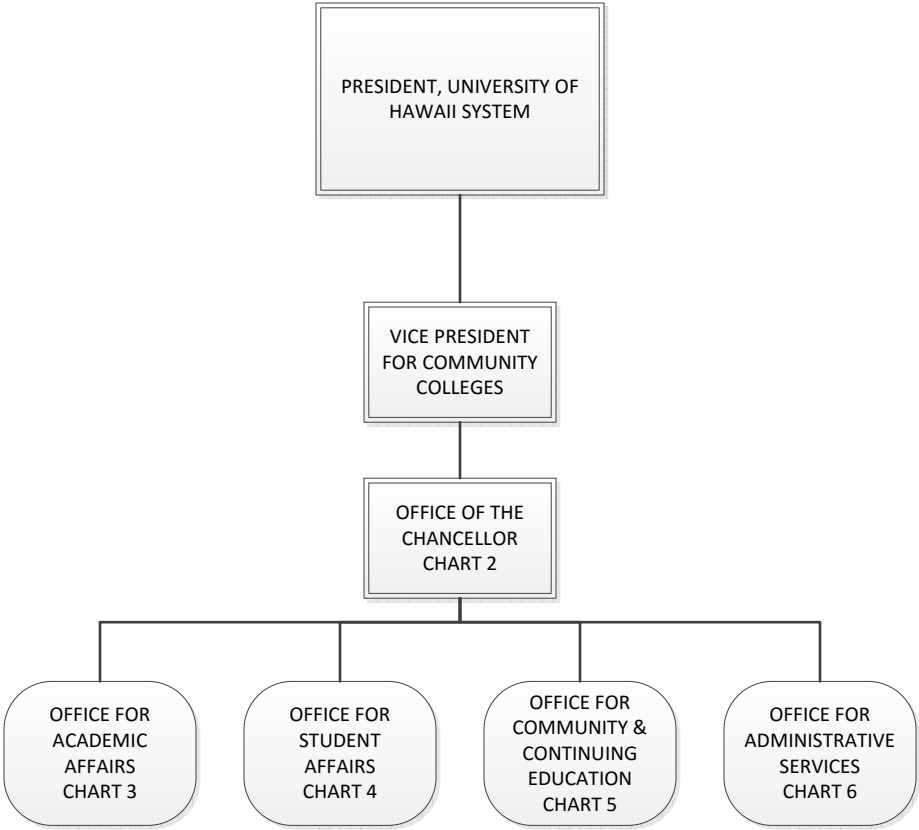 PRESIDENT, UNIVERSITY OF
HAWAII SYSTEM
VICE PRESIDENT
FOR COMMUNITY
COLLEGES
OFFICE OF THE
CHANCELLOR
CHART 2
OFFICE FOR
ACADEMIC
AFFAIRS
CHART 3
OFFICE FOR
STUDENT
AFFAIRS
CHART 4
OFFICE FOR
COMMUNITY &
CONTINUING
EDUCATION
CHART 5
OFFICE FOR
ADMINISTRATIVE
SERVICES
CHART 6